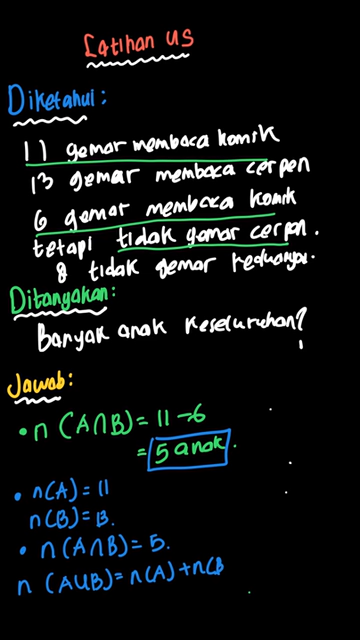 Latihan US
Diketahui:
11 gemar membaca komik
13 gemar membaca cerpen
6 gemar membaca komik
tetapi tidak gemar cerpen.
8 tidak gemar keduanya.
Ditanyakan:
Banyak anak keseluruhan?
Jawab:
• n (A∩B) = 11 - 6
= 5 anak.
• n(A) = 11
n(B) = 13.
• n (A∩B) = 5.
n (A∪B) = n(A) + n(B